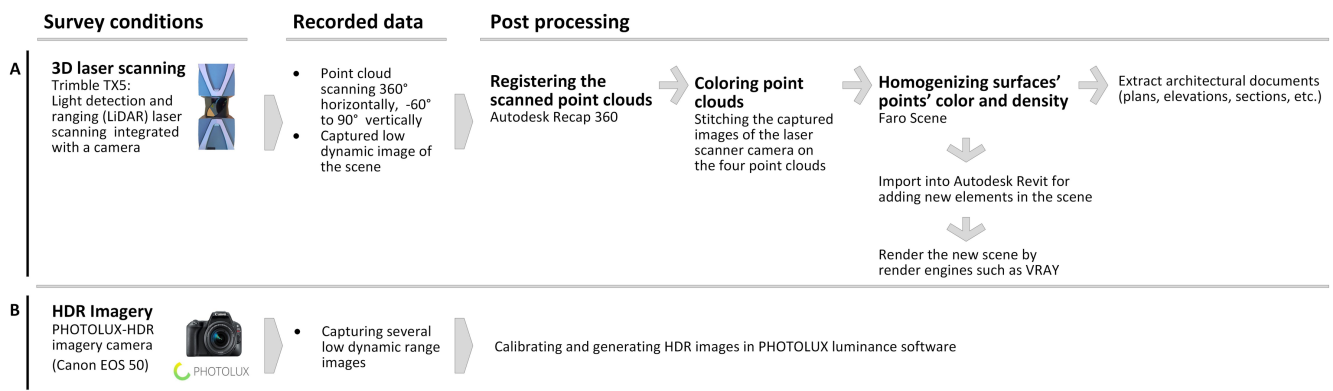 Survey conditions
Recorded data
Post processing
A
3D laser scanning
Trimble TX5:
Light detection and
ranging (LiDAR) laser
scanning integrated
with a camera
• Point cloud
scanning 360°
horizontally, -60°
to 90° vertically
• Captured low
dynamic image of
the scene
Registering the
scanned point clouds
Autodesk Recap 360
Coloring point
clouds
Stitching the captured
images of the laser
scanner camera on
the four point clouds
Homogenizing surfaces'
points' color and density
Faro Scene
Extract architectural documents
(plans, elevations, sections, etc.)
Import into Autodesk Revit for
adding new elements in the scene
Render the new scene by
render engines such as VRAY
B
HDR Imagery
PHOTOLUX-HDR
imagery camera
(Canon EOS 50)
PHOTOLUX
• Capturing several
low dynamic range
images
Calibrating and generating HDR images in PHOTOLUX luminance software